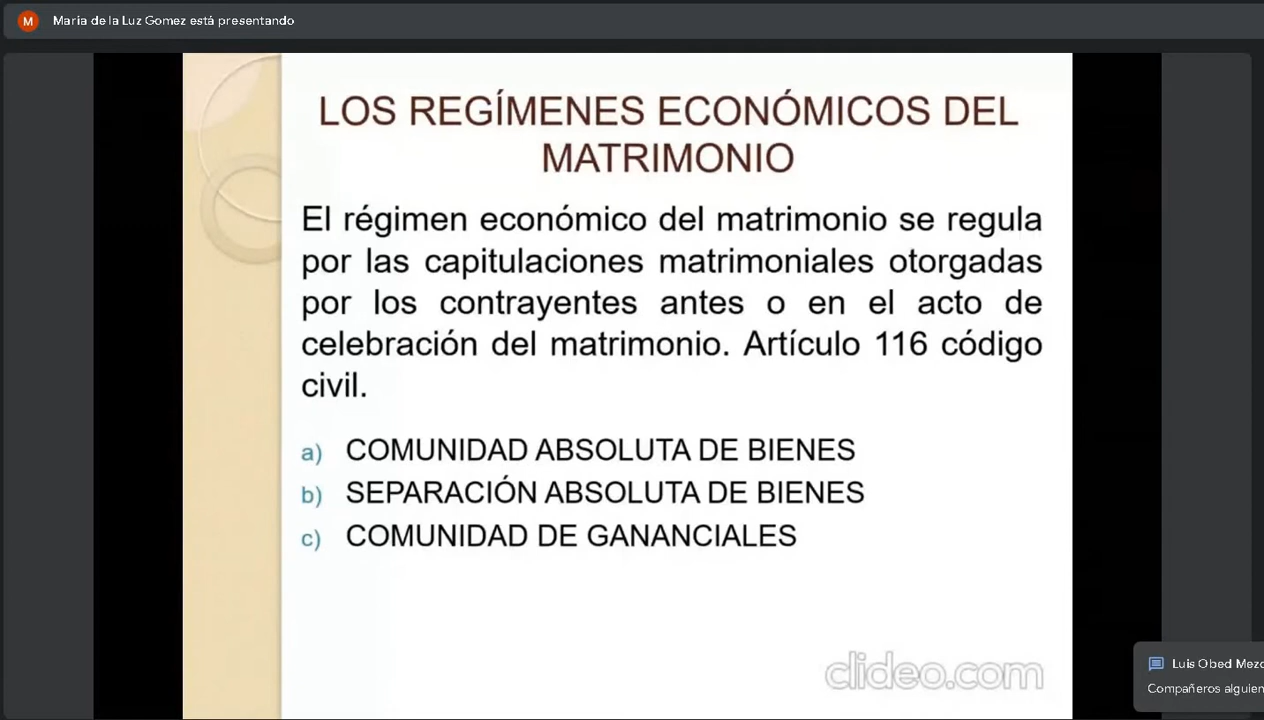 M María de la Luz Gomez está presentando
LOS REGÍMENES ECONÓMICOS DEL
MATRIMONIO
El régimen económico del matrimonio se regula
por las capitulaciones matrimoniales otorgadas
por los contrayentes antes o en el acto de
celebración del matrimonio. Artículo 116 código
civil.
a) COMUNIDAD ABSOLUTA DE BIENES
b) SEPARACIÓN ABSOLUTA DE BIENES
c) COMUNIDAD DE GANANCIALES
clideo.com
Luis Obed
Compañeros